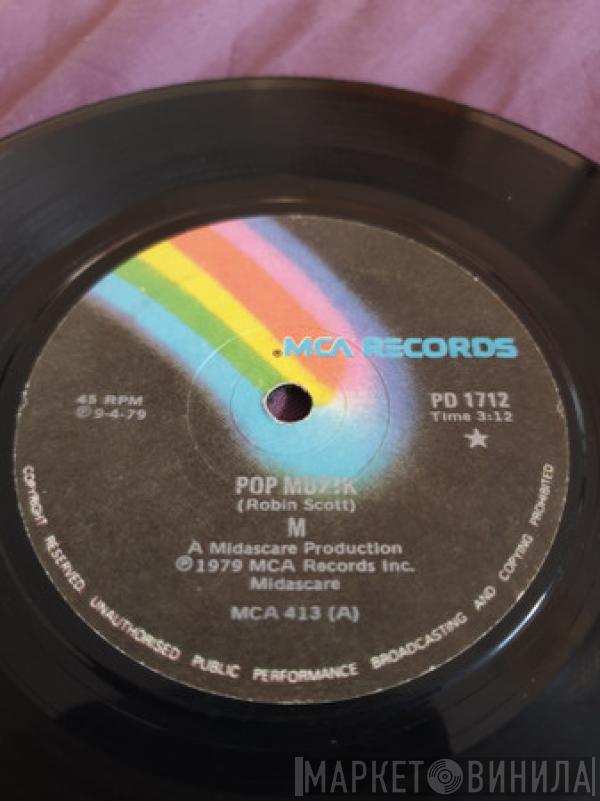 MCA RECORDS
45 RPM
℗9-4-79
PD 1712
Time 3:12
POP MUZIK
(Robin Scott)
M
A Midascare Production
℗1979 MCA Records Inc.
Midascare
MCA 413 (A)
COPYRIGHT RESERVED. UNAUTHORISED PUBLIC PERFORMANCE BROADCASTING AND COPYING PROHIBITED
МАРКЕТ ВИНИЛА